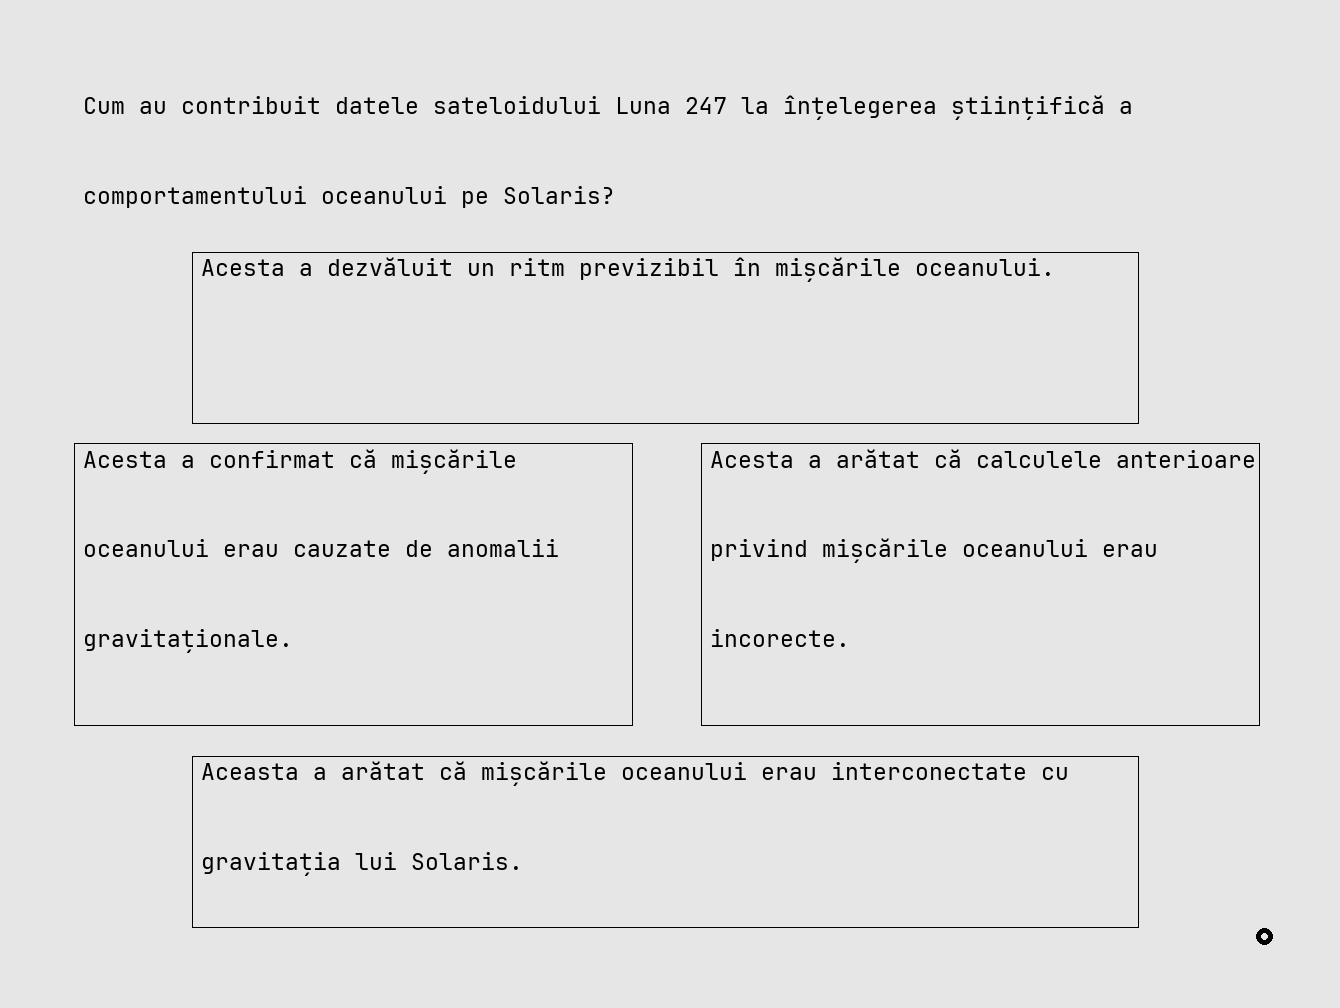 Cum au contribuit datele sateloidului Luna 247 la înțelegerea științifică a
comportamentului oceanului pe Solaris?
Acesta a dezvăluit un ritm previzibil în mișcările oceanului.
Acesta a confirmat că mișcările
oceanului erau cauzate de anomalii
gravitaționale.
Acesta a arătat că calculele anterioare
privind mișcările oceanului erau
incorecte.
Aceasta a arătat că mișcările oceanului erau interconectate cu
gravitația lui Solaris.